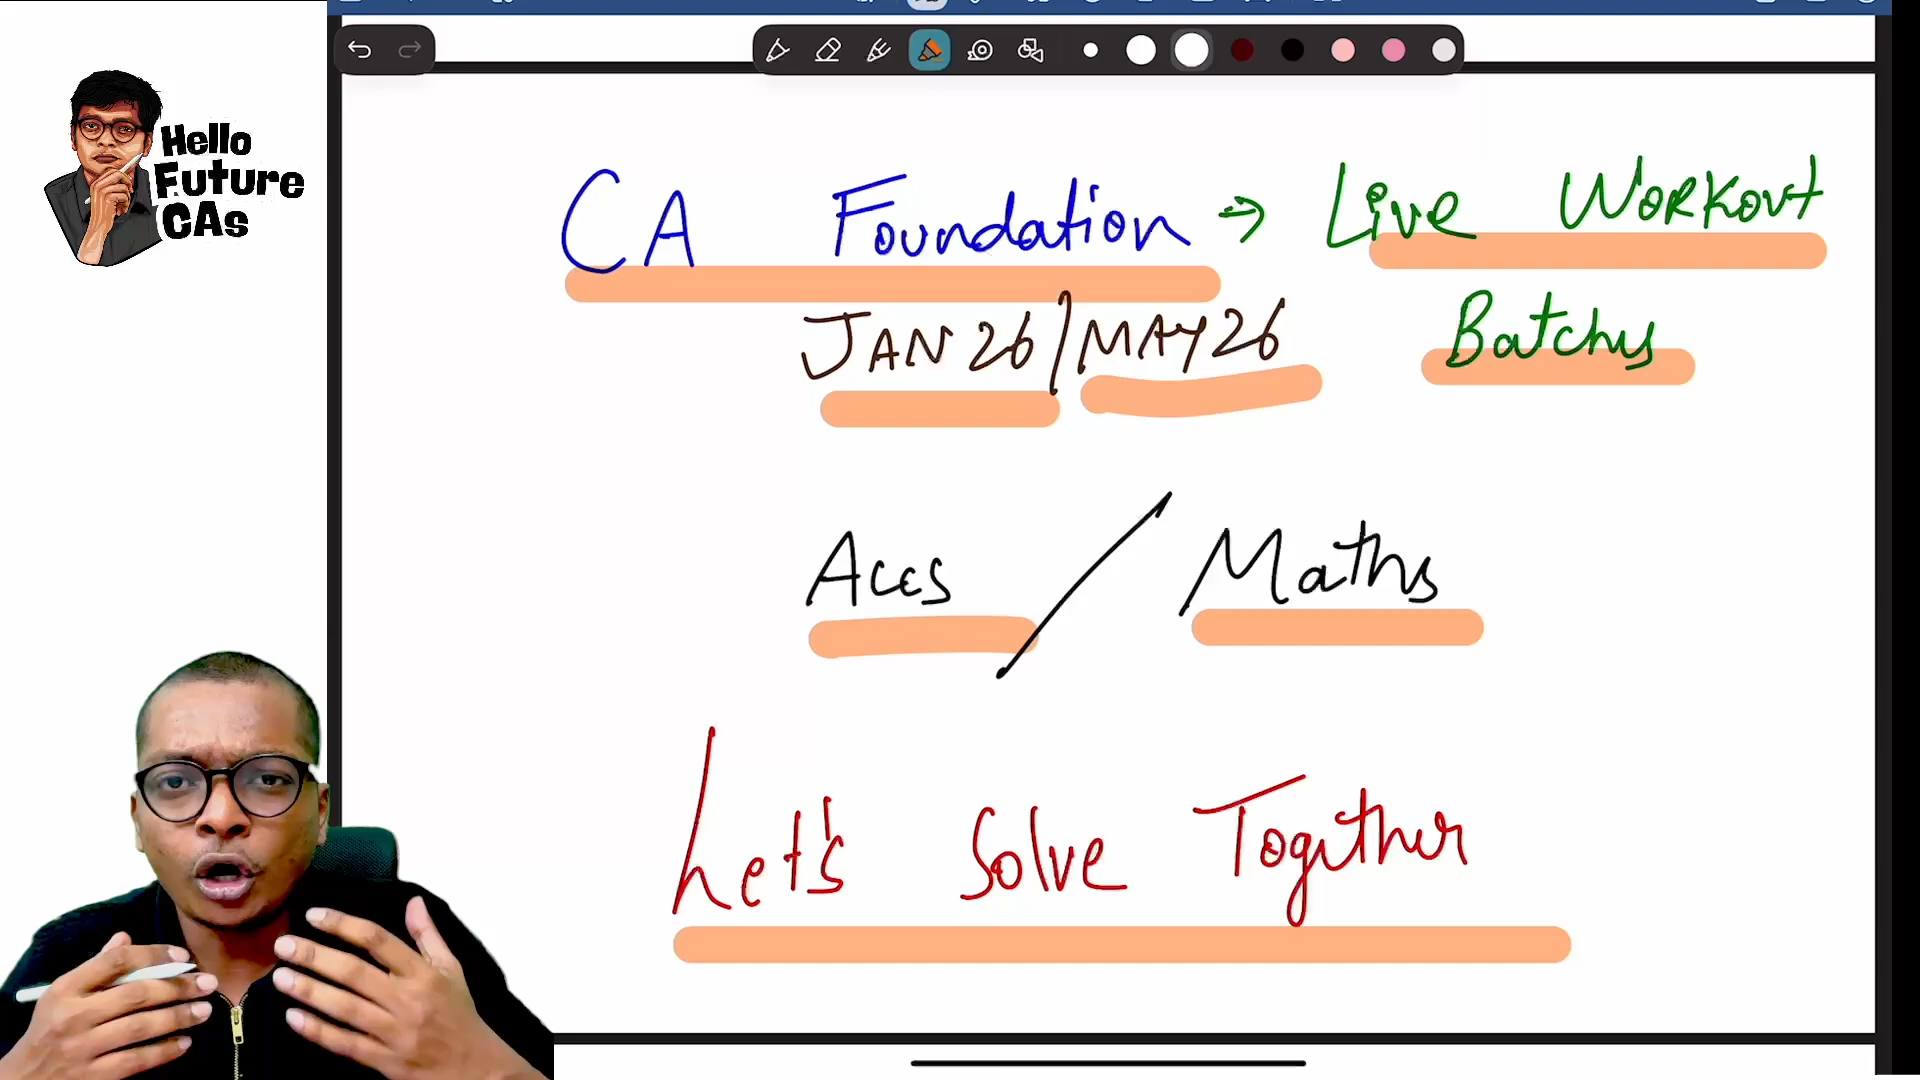 Hello
Future
CAs
CA Foundation → Live Workout
JAN 26 / MAY 26 Batches
Accs / Maths
Let's Solve Together